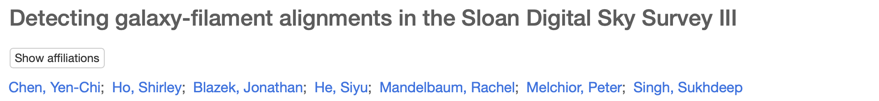 Detecting galaxy-filament alignments in the Sloan Digital Sky Survey III
Show affiliations
Chen, Yen-Chi; Ho, Shirley; Blazek, Jonathan; He, Siyu; Mandelbaum, Rachel; Melchior, Peter; Singh, Sukhdeep